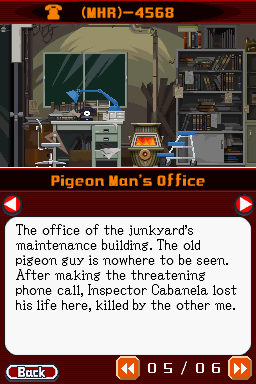 (MHR)-4568
Pigeon Man's Office
The office of the junkyard's
maintenance building. The old
pigeon guy is nowhere to be seen.
After making the threatening
phone call, Inspector Cabanela lost
his life here, killed by the other me.
Back
05/06